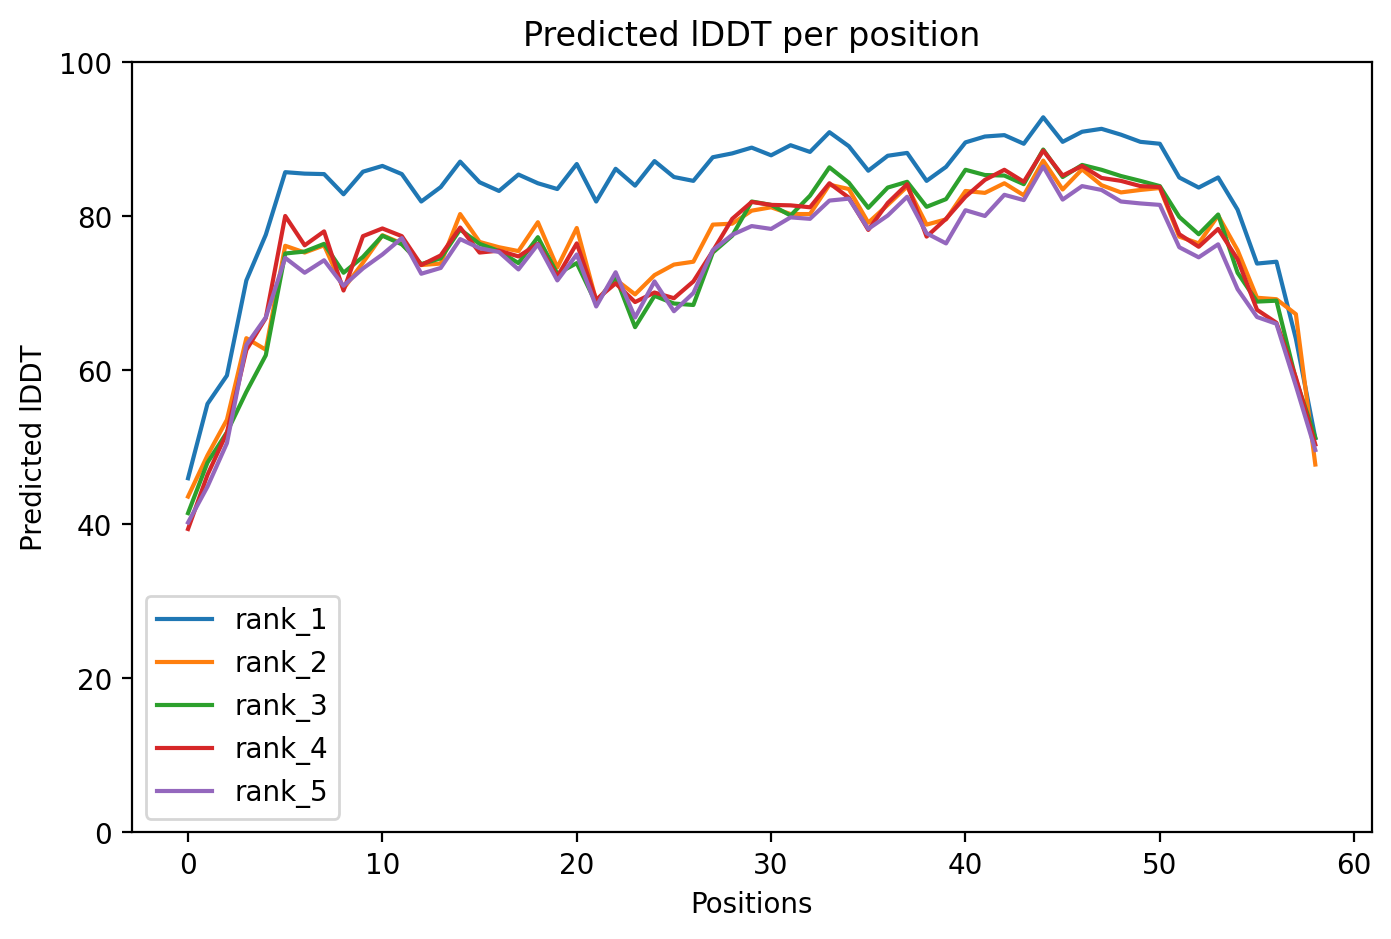 Predicted lDDT per position
100
80
60
40
20
0
Predicted lDDT
rank_1
rank_2
rank_3
rank_4
rank_5
0 10 20 30 40 50 60
Positions